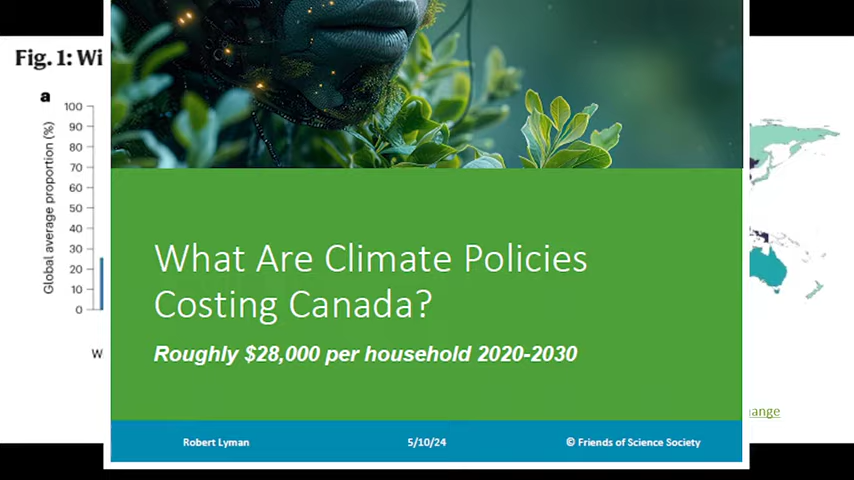 Fig. 1: Wi
a
100
90
80
70
60
50
40
30
20
10
0
Global average proportion (%)
W
What Are Climate Policies
Costing Canada?
Roughly $28,000 per household 2020-2030
ange
Robert Lyman
5/10/24
© Friends of Science Society